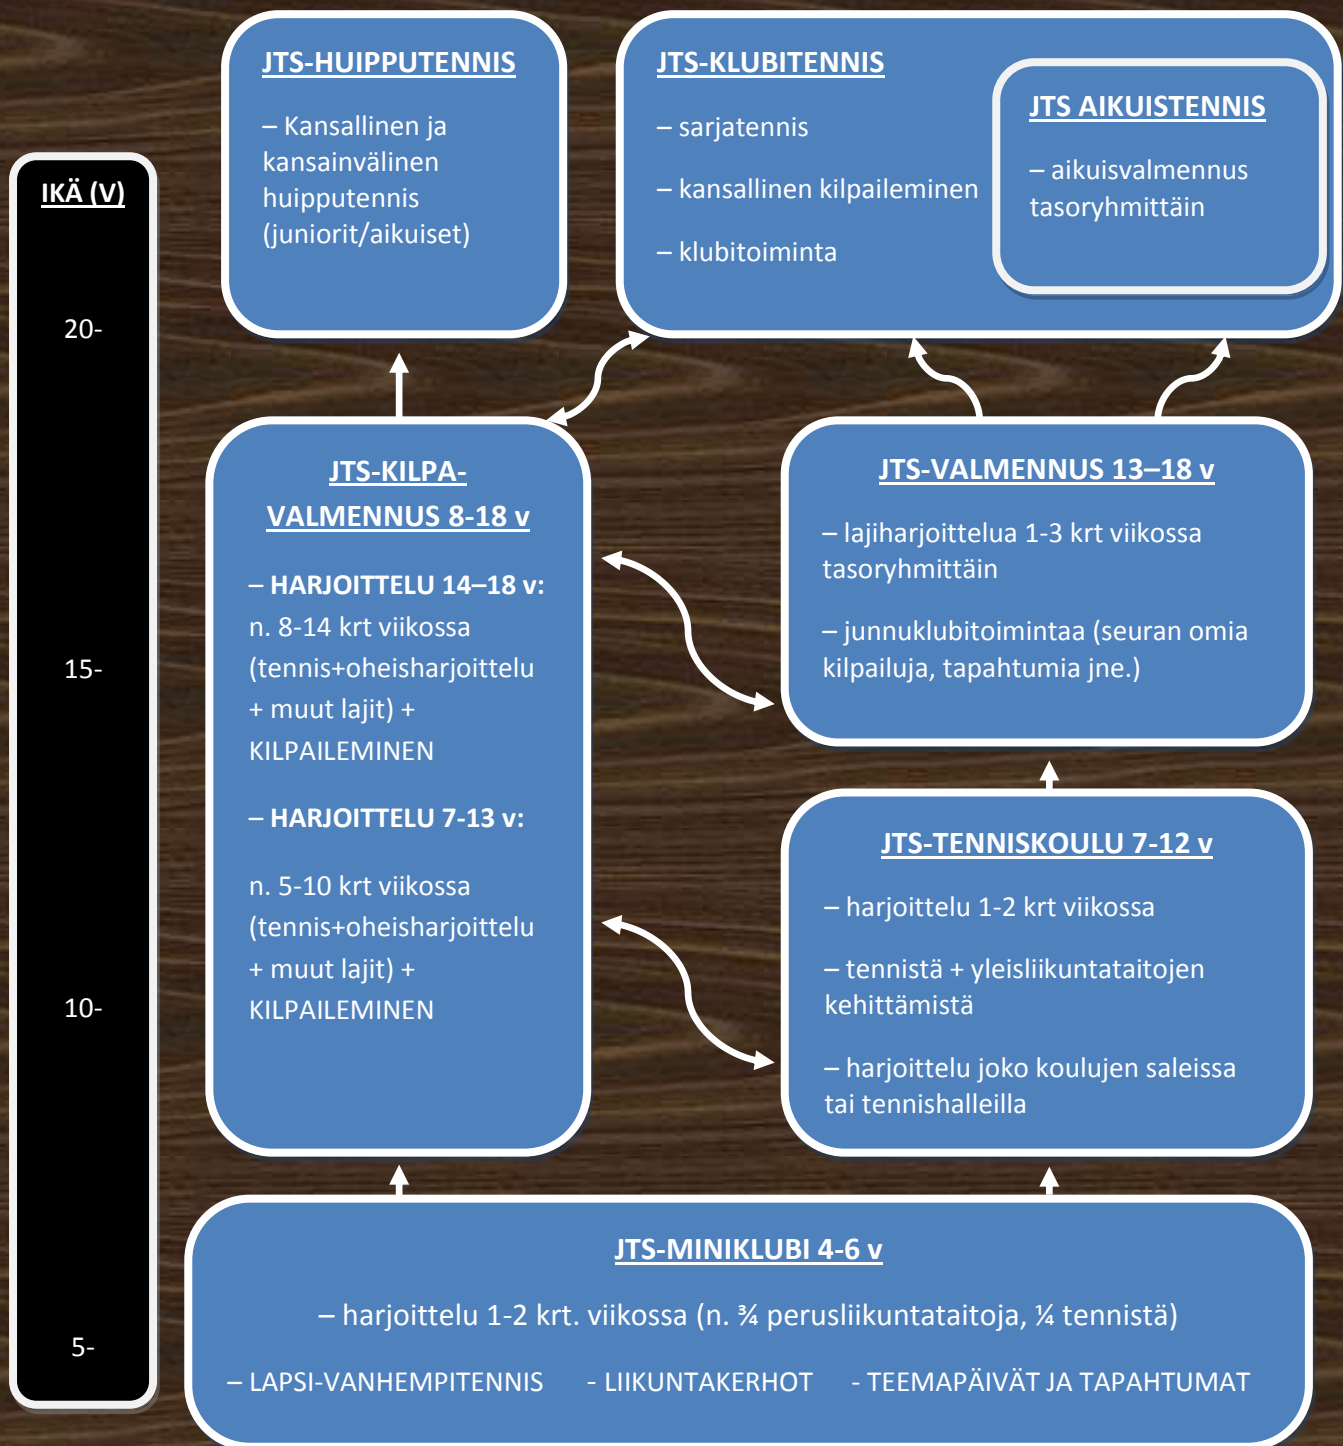 JTS-HUIPPUTENNIS
– Kansallinen ja
kansainvälinen
huipputennis
(juniorit/aikuiset)
JTS-KLUBITENNIS
– sarjatennis
– kansallinen kilpaileminen
– klubitoiminta
JTS AIKUISTENNIS
– aikuisvalmennus
tasoryhmittäin
IKÄ (V)
20-
15-
10-
5-
JTS-KILPA-
VALMENNUS 8-18 v
– HARJOITTELU 14–18 v:
n. 8-14 krt viikossa
(tennis+oheisharjoittelu
+ muut lajit) +
KILPAILEMINEN
– HARJOITTELU 7-13 v:
n. 5-10 krt viikossa
(tennis+oheisharjoittelu
+ muut lajit) +
KILPAILEMINEN
JTS-VALMENNUS 13–18 v
– lajiharjoittelua 1-3 krt viikossa
tasoryhmittäin
– junnuklubitoimintaa (seuran omia
kilpailuja, tapahtumia jne.)
JTS-TENNISKOULU 7-12 v
– harjoittelu 1-2 krt viikossa
– tennistä + yleisliikuntataitojen
kehittämistä
– harjoittelu joko koulujen saleissa
tai tennishalleilla
JTS-MINIKLUBI 4-6 v
– harjoittelu 1-2 krt. viikossa (n. ¾ perusliikuntataitoja, ¼ tennistä)
– LAPSI-VANHEMPITENNIS - LIIKUNTAKERHOT - TEEMAPÄIVÄT JA TAPAHTUMAT